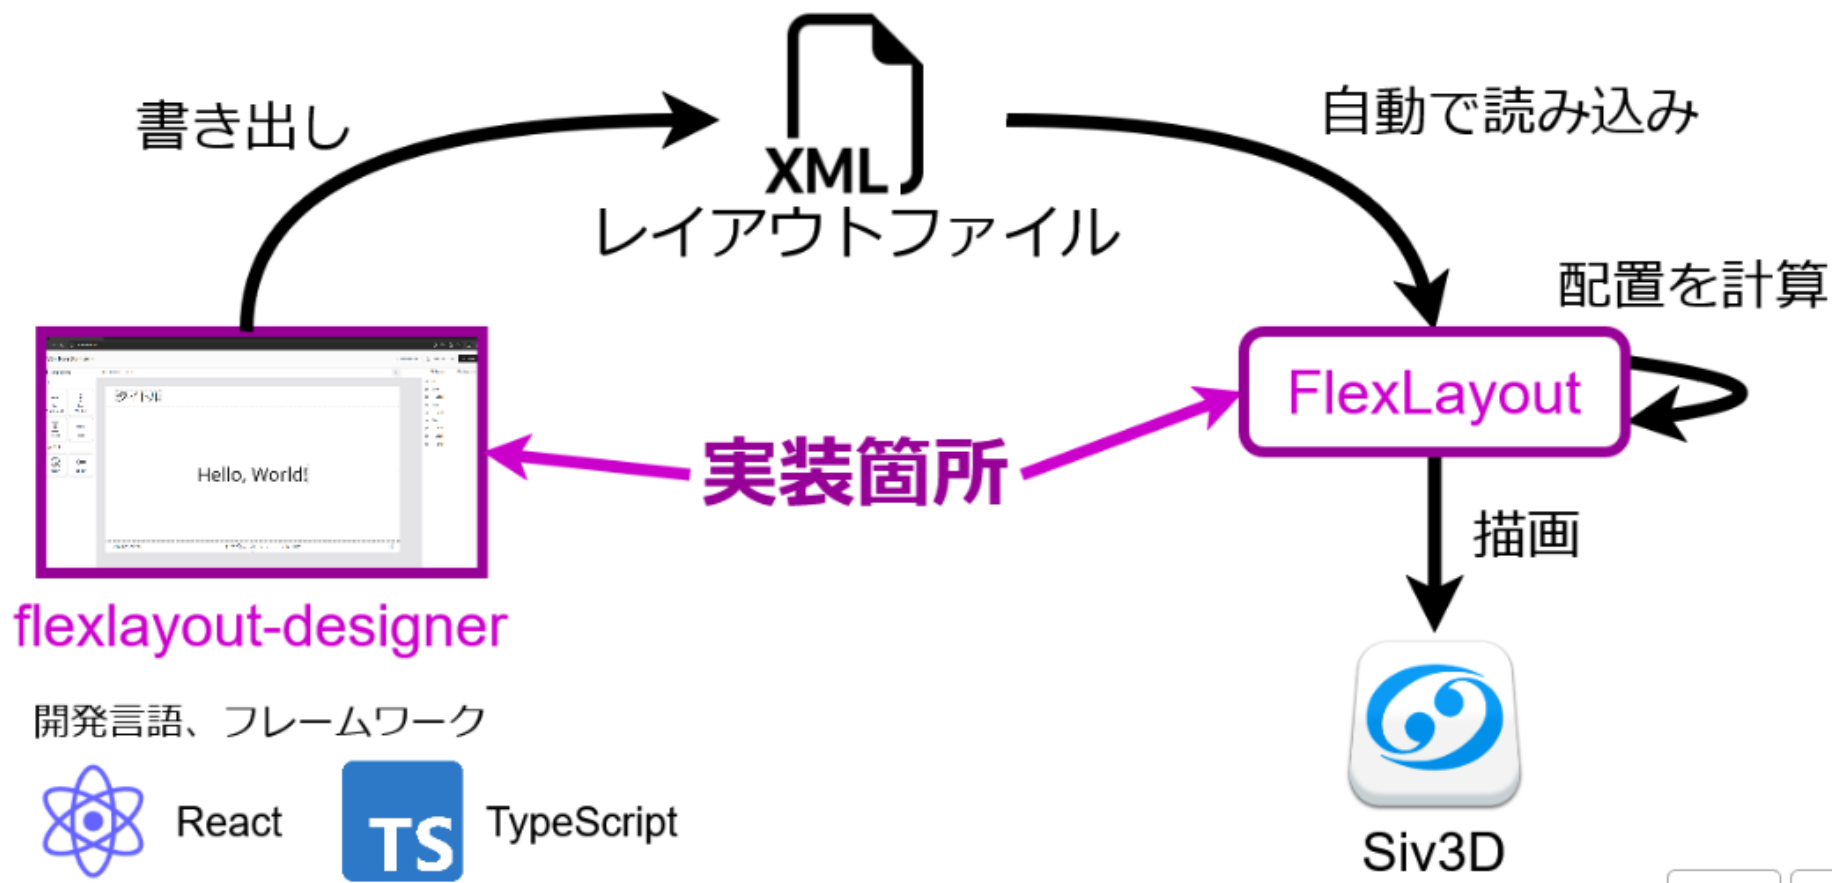 書き出し
自動で読み込み
XML
レイアウトファイル
配置を計算
FlexLayout
実装箇所
タイトル
Hello, World!
描画
flexlayout-designer
開発言語、フレームワーク
React
TS
TypeScript
Siv3D